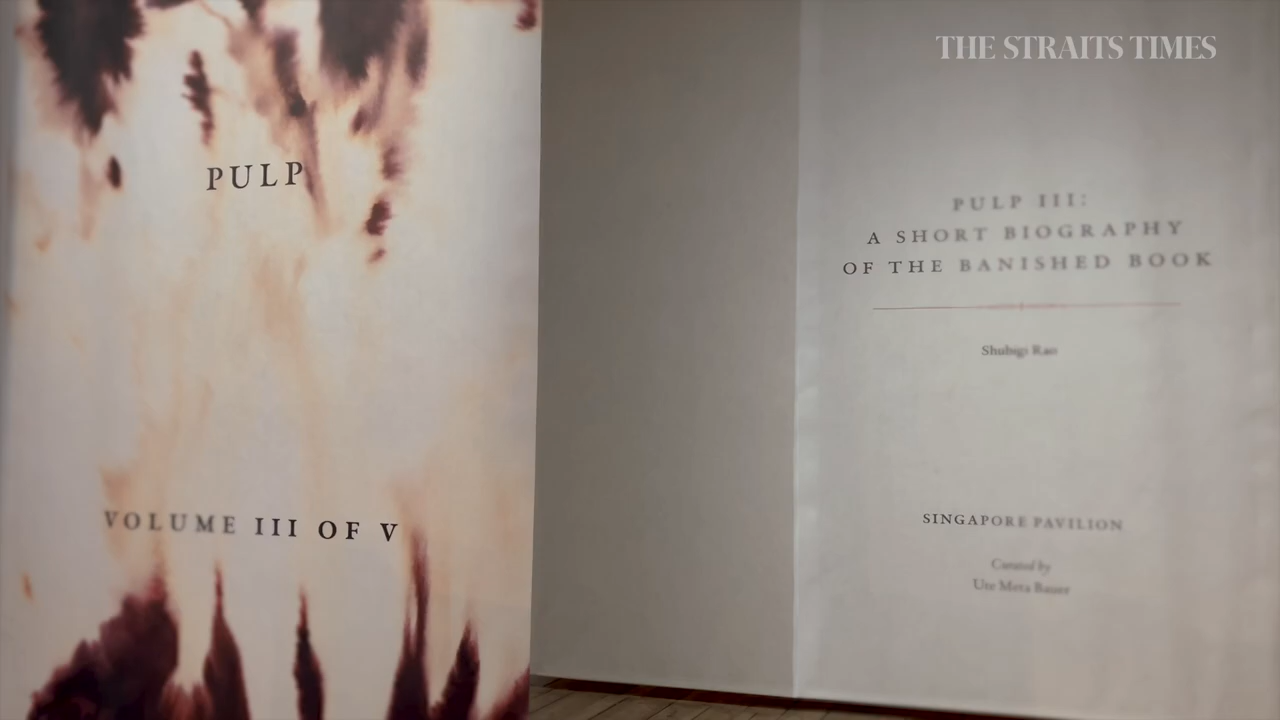 THE STRAITS TIMES
PULP
VOLUME III OF V
PULP III:
A SHORT BIOGRAPHY
OF THE BANISHED BOOK
Shubigi Rao
SINGAPORE PAVILION
Curated by
Ute Meta Bauer